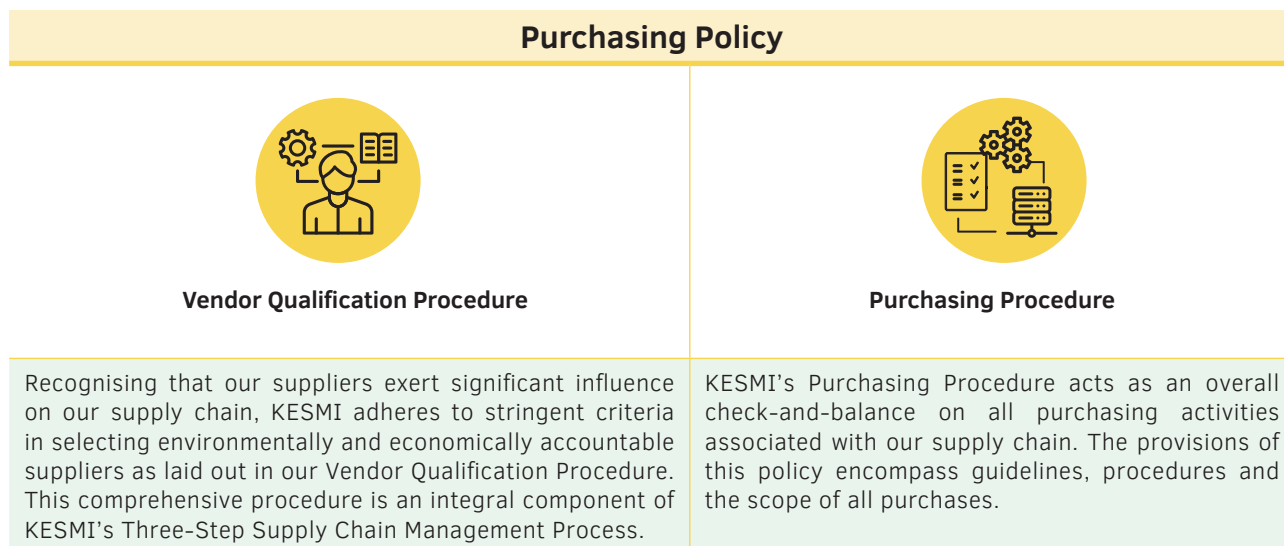 Purchasing Policy
Vendor Qualification Procedure
Purchasing Procedure
Recognising that our suppliers exert significant influence
on our supply chain, KESMI adheres to stringent criteria
in selecting environmentally and economically accountable
suppliers as laid out in our Vendor Qualification Procedure.
This comprehensive procedure is an integral component of
KESMI’s Three-Step Supply Chain Management Process.
KESMI’s Purchasing Procedure acts as an overall
check-and-balance on all purchasing activities
associated with our supply chain. The provisions of
this policy encompass guidelines, procedures and
the scope of all purchases.